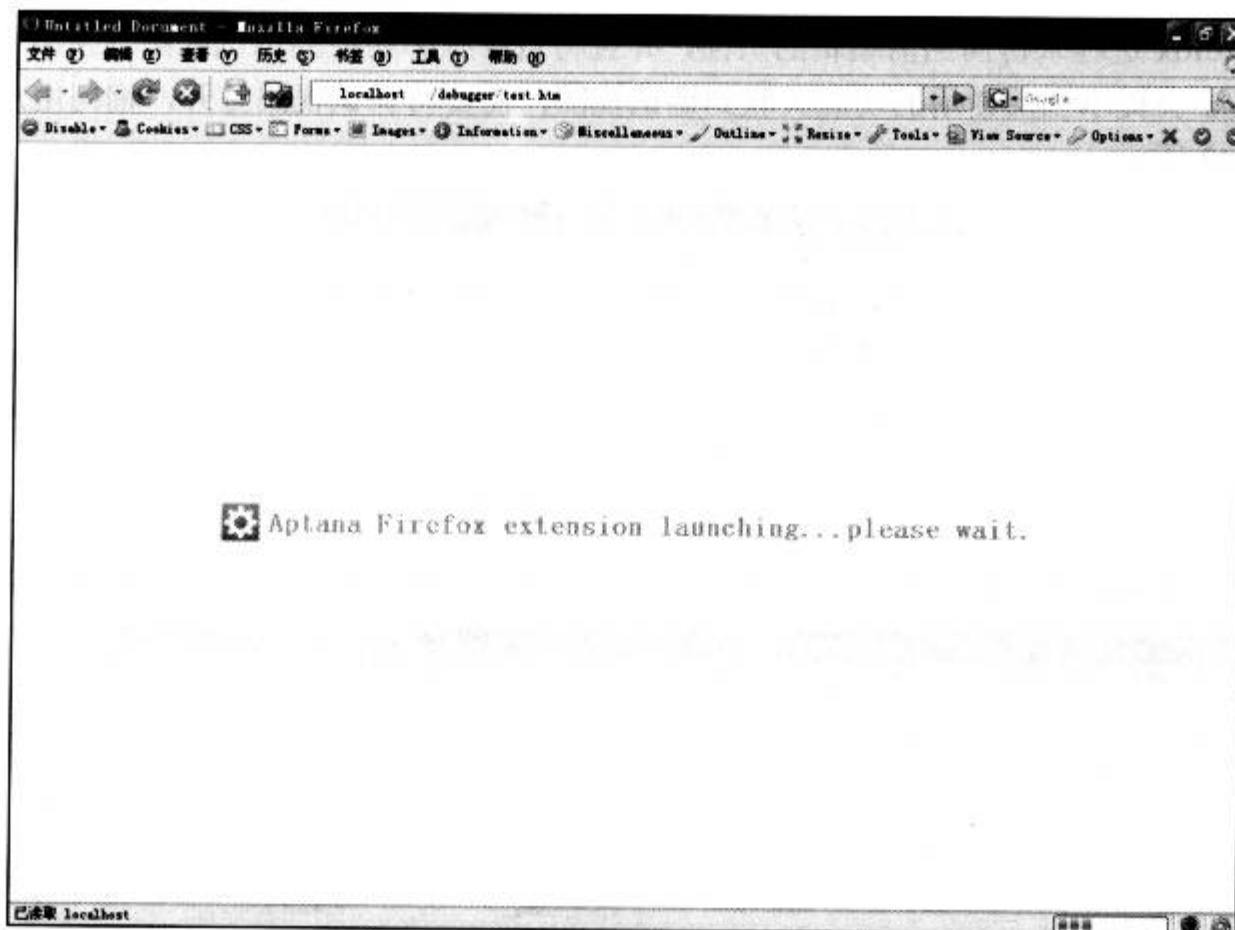 Untitled Document - Mozilla Firefox
文件 (F) 编辑 (E) 查看 (V) 历史 (S) 书签 (B) 工具 (T) 帮助 (H)
localhost /debugger/test.htm Google
Disable Cookies CSS Forms Images Information Miscellaneous Outline Resize Tools View Source Options
Aptana Firefox extension launching...please wait.
已读取 localhost